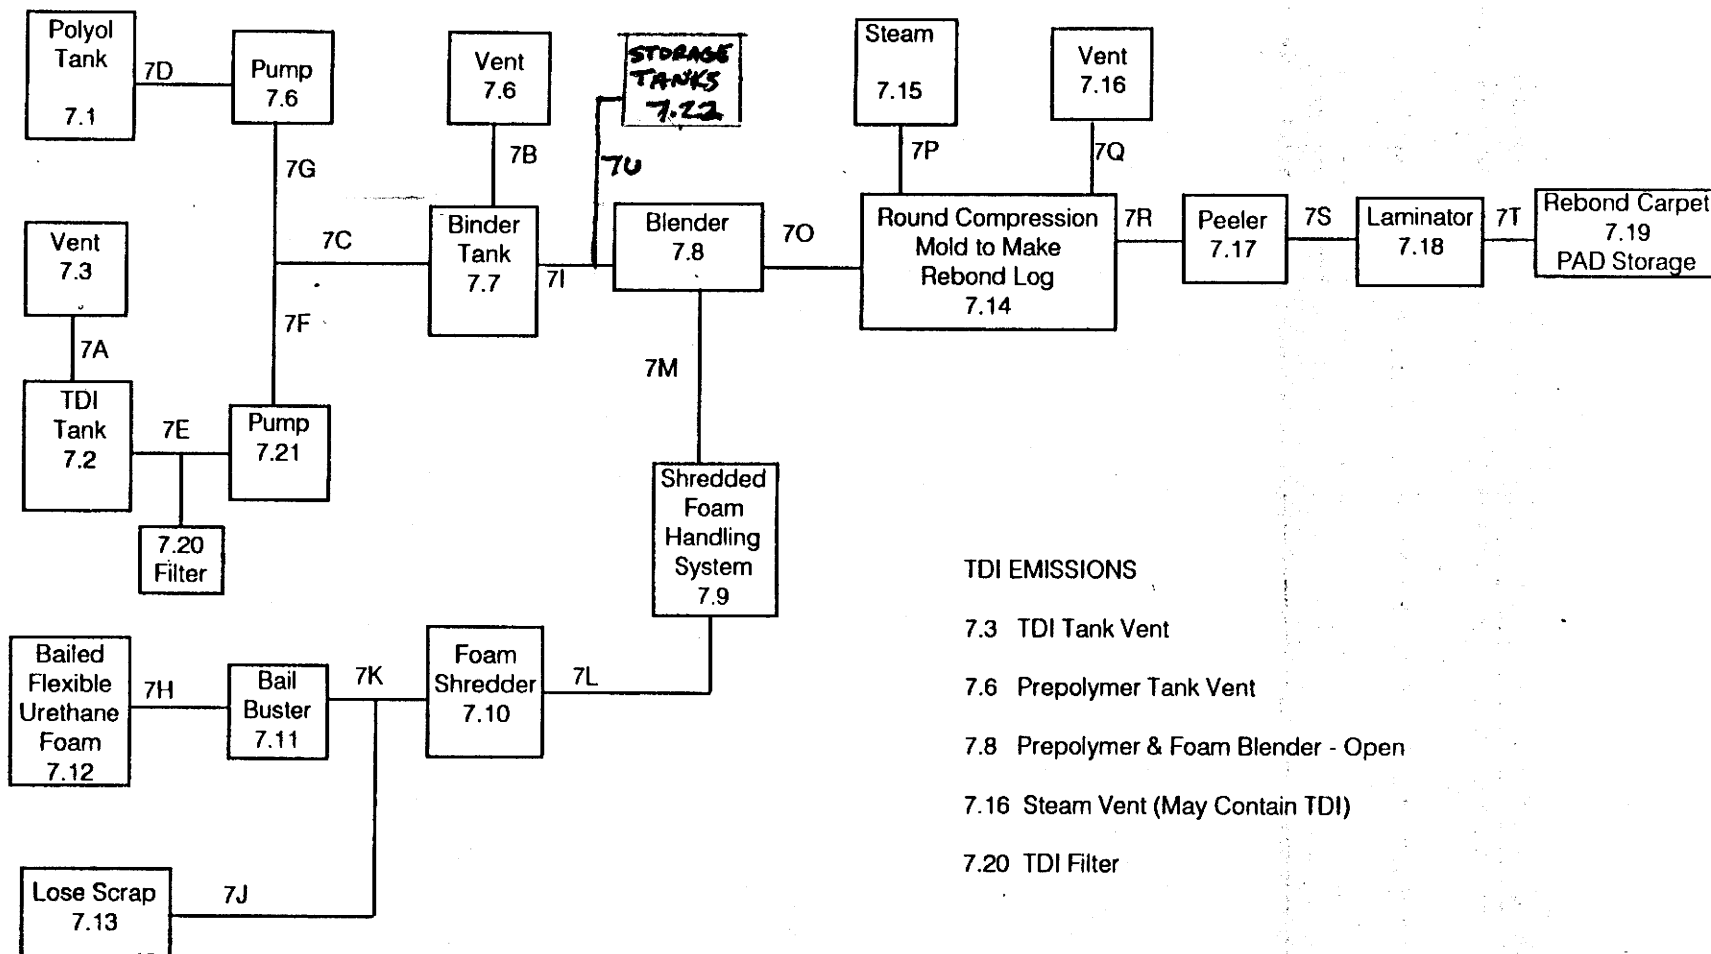 Polyol
Tank
7.1
7D
Pump
7.6
Vent
7.6
STORAGE
TANKS
7.22
Steam
7.15
Vent
7.16
7G
7B
7U
7P
7Q
Vent
7.3
7C
Binder
Tank
7.7
7I
Blender
7.8
7O
Round Compression
Mold to Make
Rebond Log
7.14
7R
Peeler
7.17
7S
Laminator
7.18
7T
Rebond Carpet
7.19
PAD Storage
7A
7F
7M
TDI
Tank
7.2
7E
Pump
7.21
7.20
Filter
Shredded
Foam
Handling
System
7.9
Bailed
Flexible
Urethane
Foam
7.12
7H
Bail
Buster
7.11
7K
Foam
Shredder
7.10
7L
Lose Scrap
7.13
7J
TDI EMISSIONS
7.3 TDI Tank Vent
7.6 Prepolymer Tank Vent
7.8 Prepolymer & Foam Blender - Open
7.16 Steam Vent (May Contain TDI)
7.20 TDI Filter